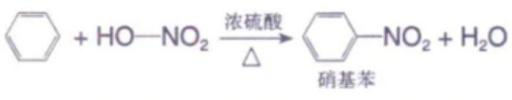 浓硫酸
+ HO—NO₂ → —NO₂ + H₂O
△
硝基苯